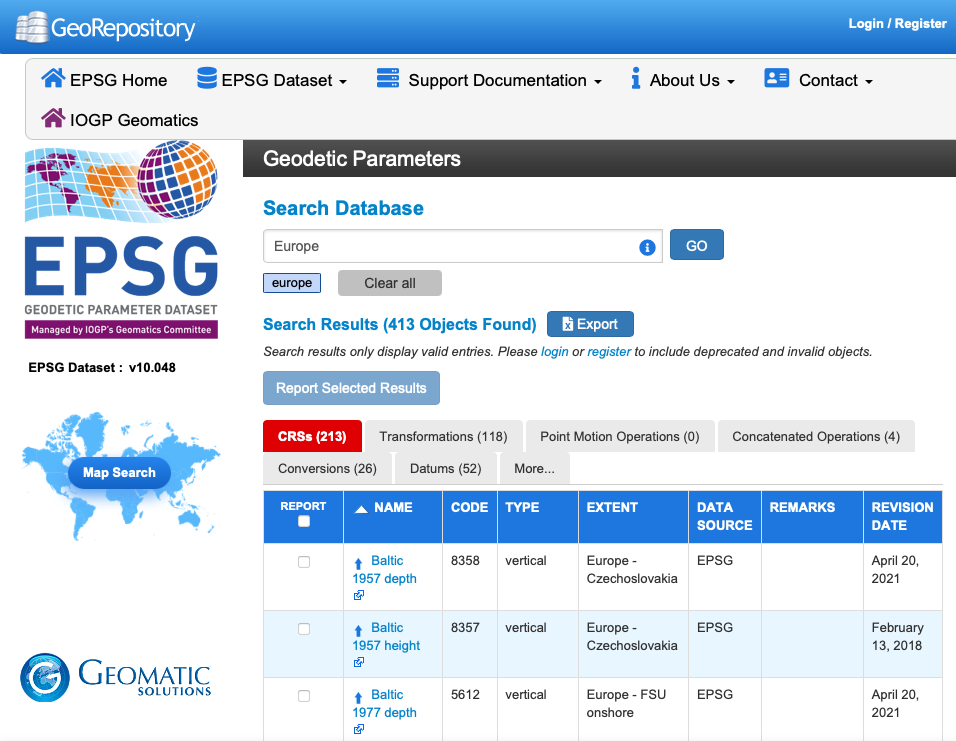 GeoRepository
Login / Register
EPSG Home
EPSG Dataset
Support Documentation
About Us
Contact
IOGP Geomatics
EPSG
GEODETIC PARAMETER DATASET
Managed by IOGP's Geomatics Committee
EPSG Dataset : v10.048
Map Search
GEOMATIC
SOLUTIONS
Geodetic Parameters
Search Database
Europe
GO
europe
Clear all
Search Results (413 Objects Found)
Export
Search results only display valid entries. Please login or register to include deprecated and invalid objects.
Report Selected Results
CRSs (213)
Transformations (118)
Point Motion Operations (0)
Concatenated Operations (4)
Conversions (26)
Datums (52)
More...
REPORT
NAME
CODE
TYPE
EXTENT
DATA
SOURCE
REMARKS
REVISION
DATE
Baltic
1957 depth
8358
vertical
Europe -
Czechoslovakia
EPSG
April 20,
2021
Baltic
1957 height
8357
vertical
Europe -
Czechoslovakia
EPSG
February
13, 2018
Baltic
1977 depth
5612
vertical
Europe - FSU
onshore
EPSG
April 20,
2021